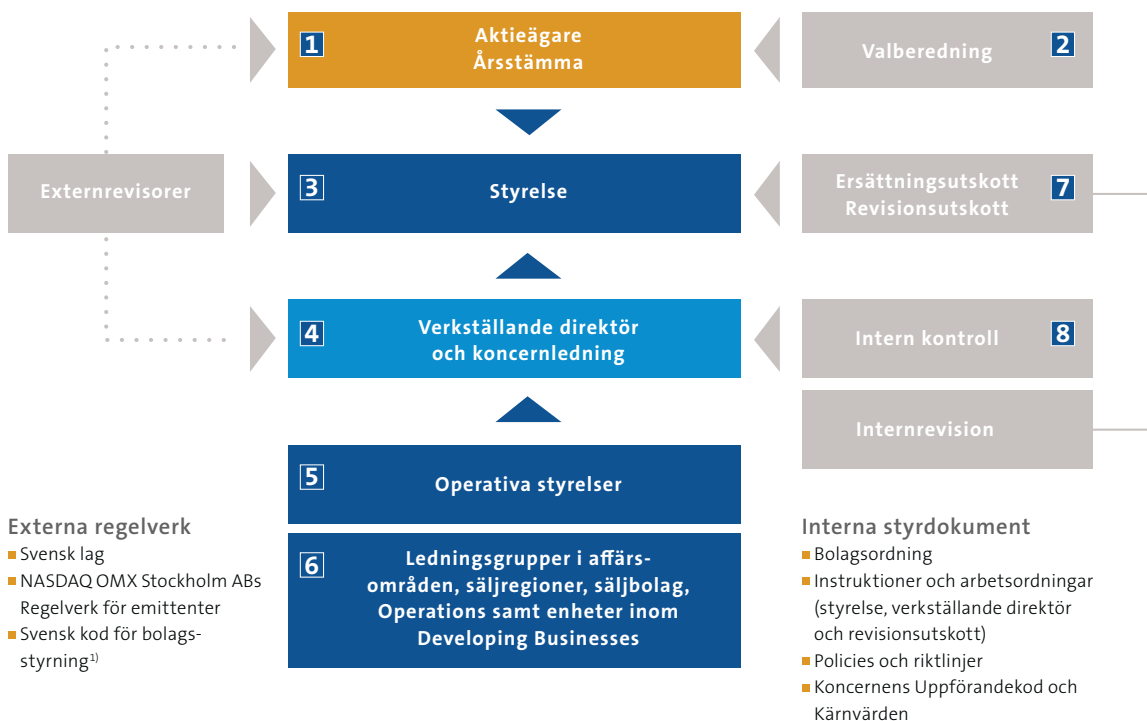 1
Aktieägare
Årsstämma
Valberedning
2
Externrevisorer
3
Styrelse
Ersättningsutskott
Revisionsutskott
7
4
Verkställande direktör
och koncernledning
Intern kontroll
8
Internrevision
5
Operativa styrelser
6
Ledningsgrupper i affärs-
områden, säljregioner, säljbolag,
Operations samt enheter inom
Developing Businesses
Externa regelverk
Svensk lag
NASDAQ OMX Stockholm ABs
Regelverk för emittenter
Svensk kod för bolags-
styrning¹⁾
Interna styrdokument
Bolagsordning
Instruktioner och arbetsordningar
(styrelse, verkställande direktör
och revisionsutskott)
Policies och riktlinjer
Koncernens Uppförandekod och
Kärnvärden